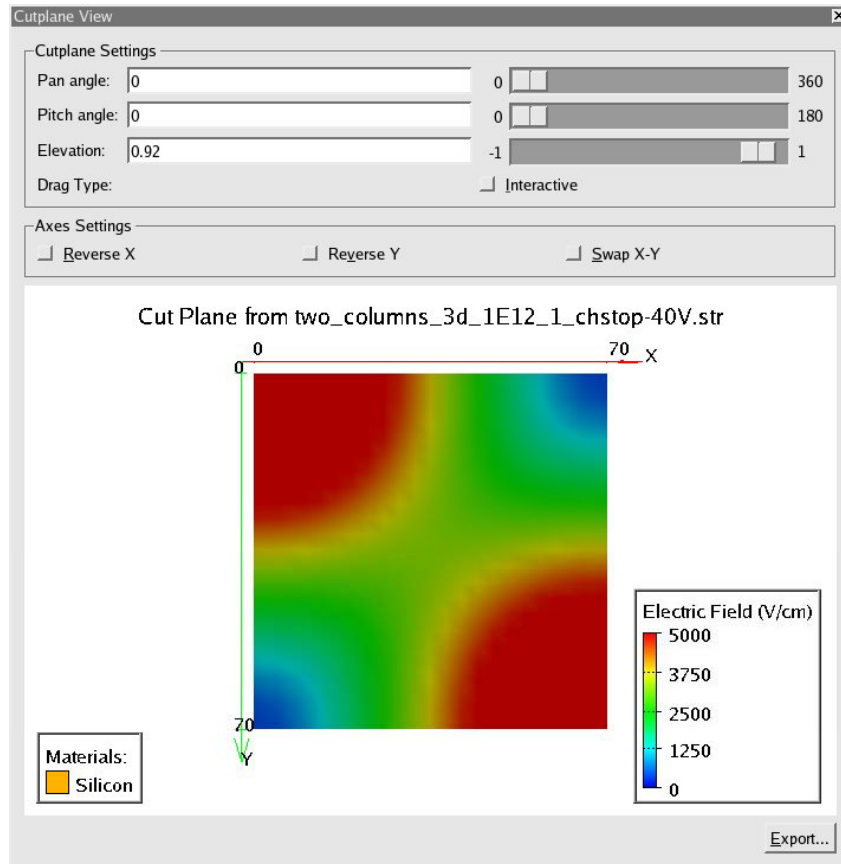 Cutplane View
Cutplane Settings
Pan angle: 0 0 360
Pitch angle: 0 0 180
Elevation: 0.92 -1 1
Drag Type: Interactive
Axes Settings
Reverse X Reverse Y Swap X-Y
Cut Plane from two_columns_3d_1E12_1_chstop-40V.str
0 70 X
0
70
Y
Electric Field (V/cm)
5000
3750
2500
1250
0
Materials:
Silicon
Export...